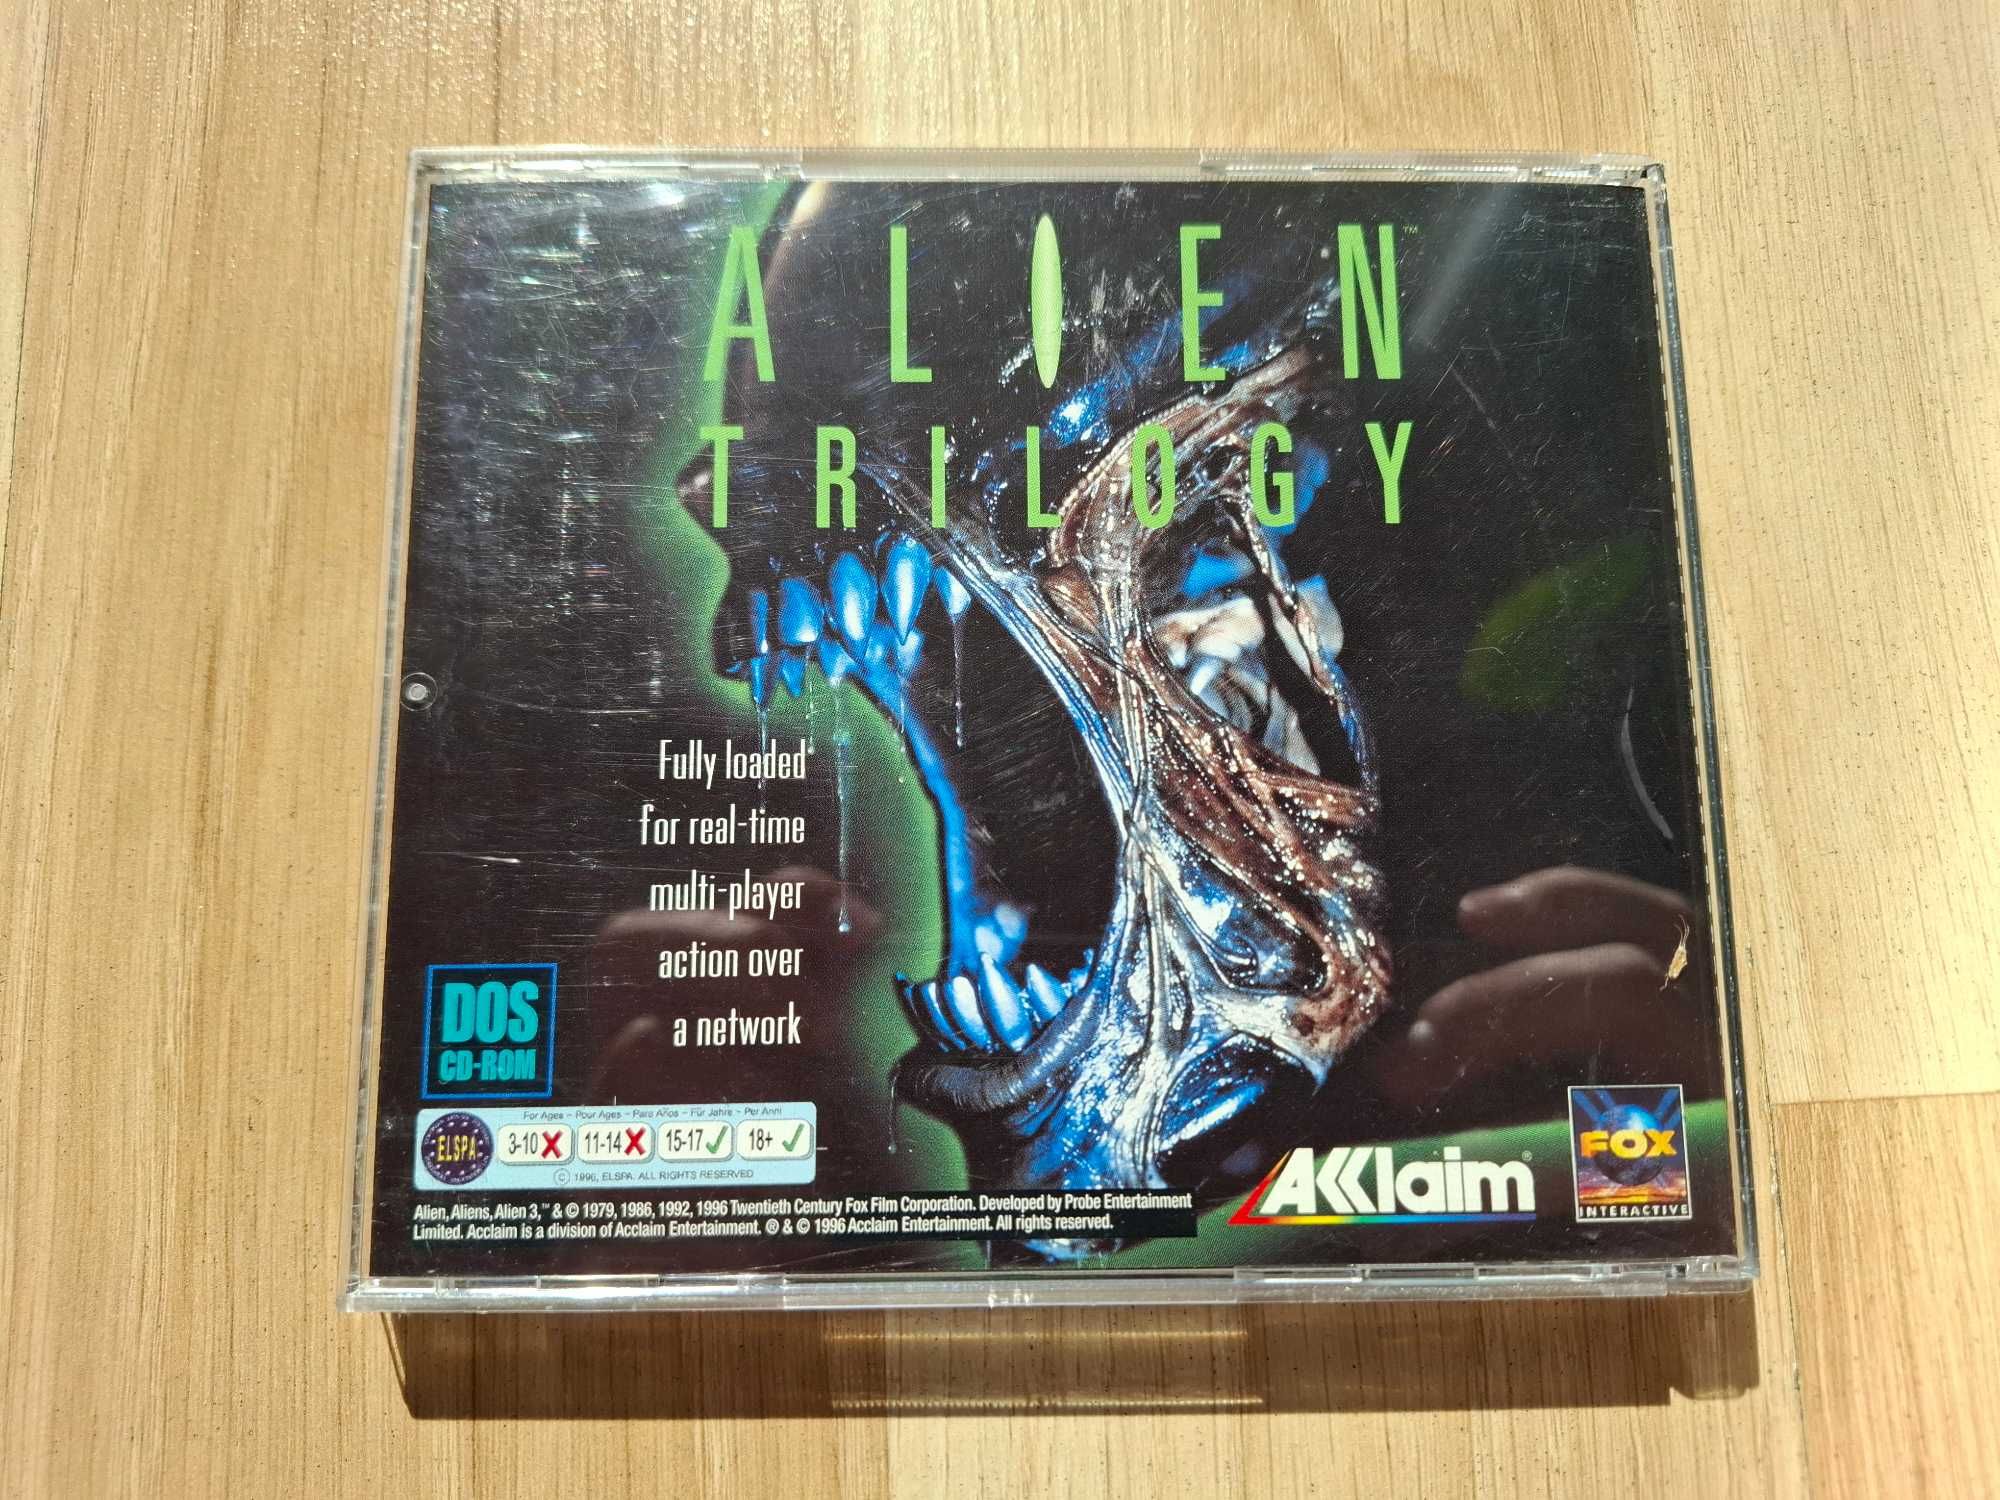 ALIEN™
TRILOGY
Fully loaded
for real-time
multi-player
action over
a network
DOS
CD-ROM
For Ages - Pour Ages - Para Años - Für Jahre - Per Anni
ELSPA
3-10 11-14 15-17 18+
© 1996, ELSPA. ALL RIGHTS RESERVED
Alien, Aliens, Alien 3,™ & © 1979, 1986, 1992, 1996 Twentieth Century Fox Film Corporation. Developed by Probe Entertainment
Limited. Acclaim is a division of Acclaim Entertainment. ® & © 1996 Acclaim Entertainment. All rights reserved.
AKKlaim®
FOX
INTERACTIVE